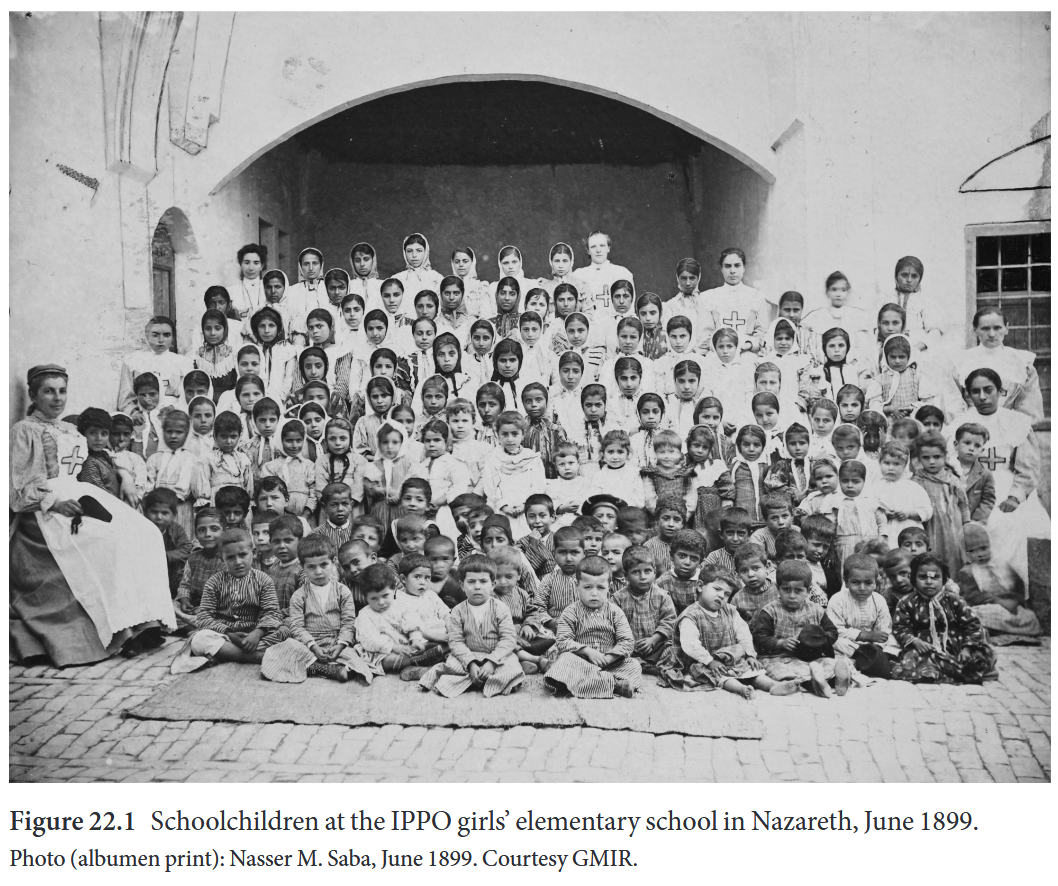 Figure 22.1 Schoolchildren at the IPPO girls’ elementary school in Nazareth, June 1899.
Photo (albumen print): Nasser M. Saba, June 1899. Courtesy GMIR.